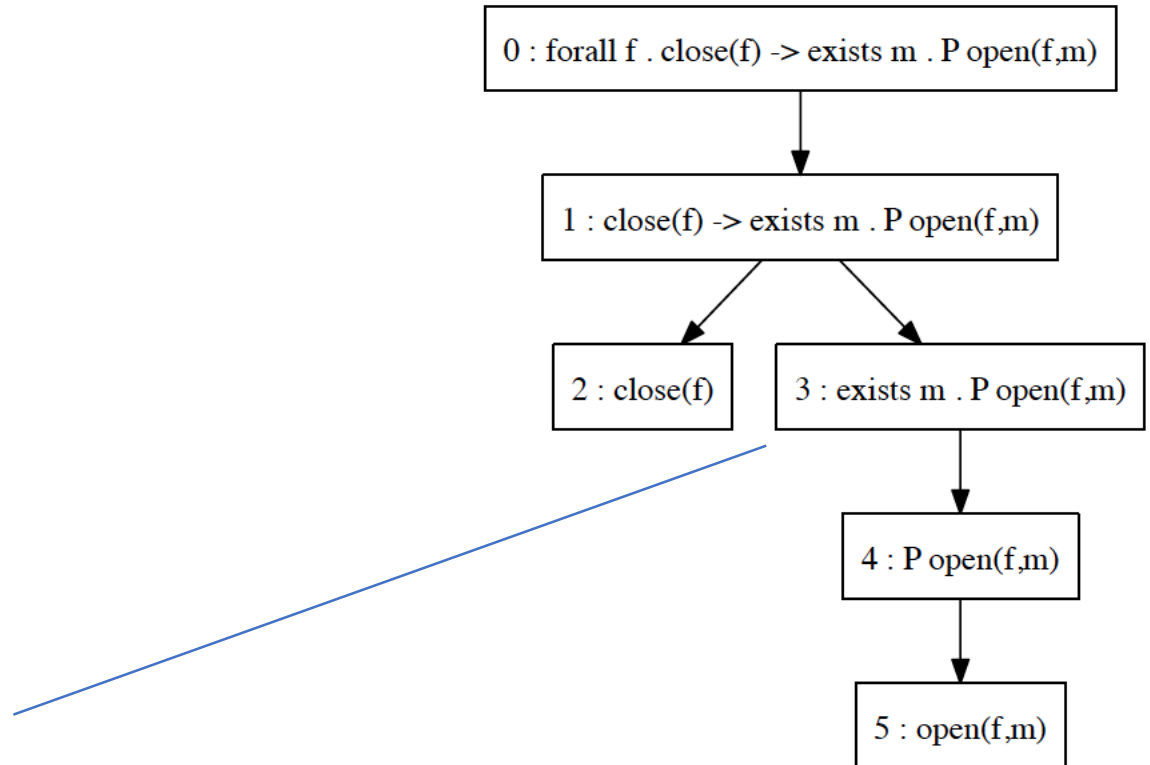 0 : forall f . close(f) -> exists m . P open(f,m)
1 : close(f) -> exists m . P open(f,m)
2 : close(f)
3 : exists m . P open(f,m)
4 : P open(f,m)
5 : open(f,m)